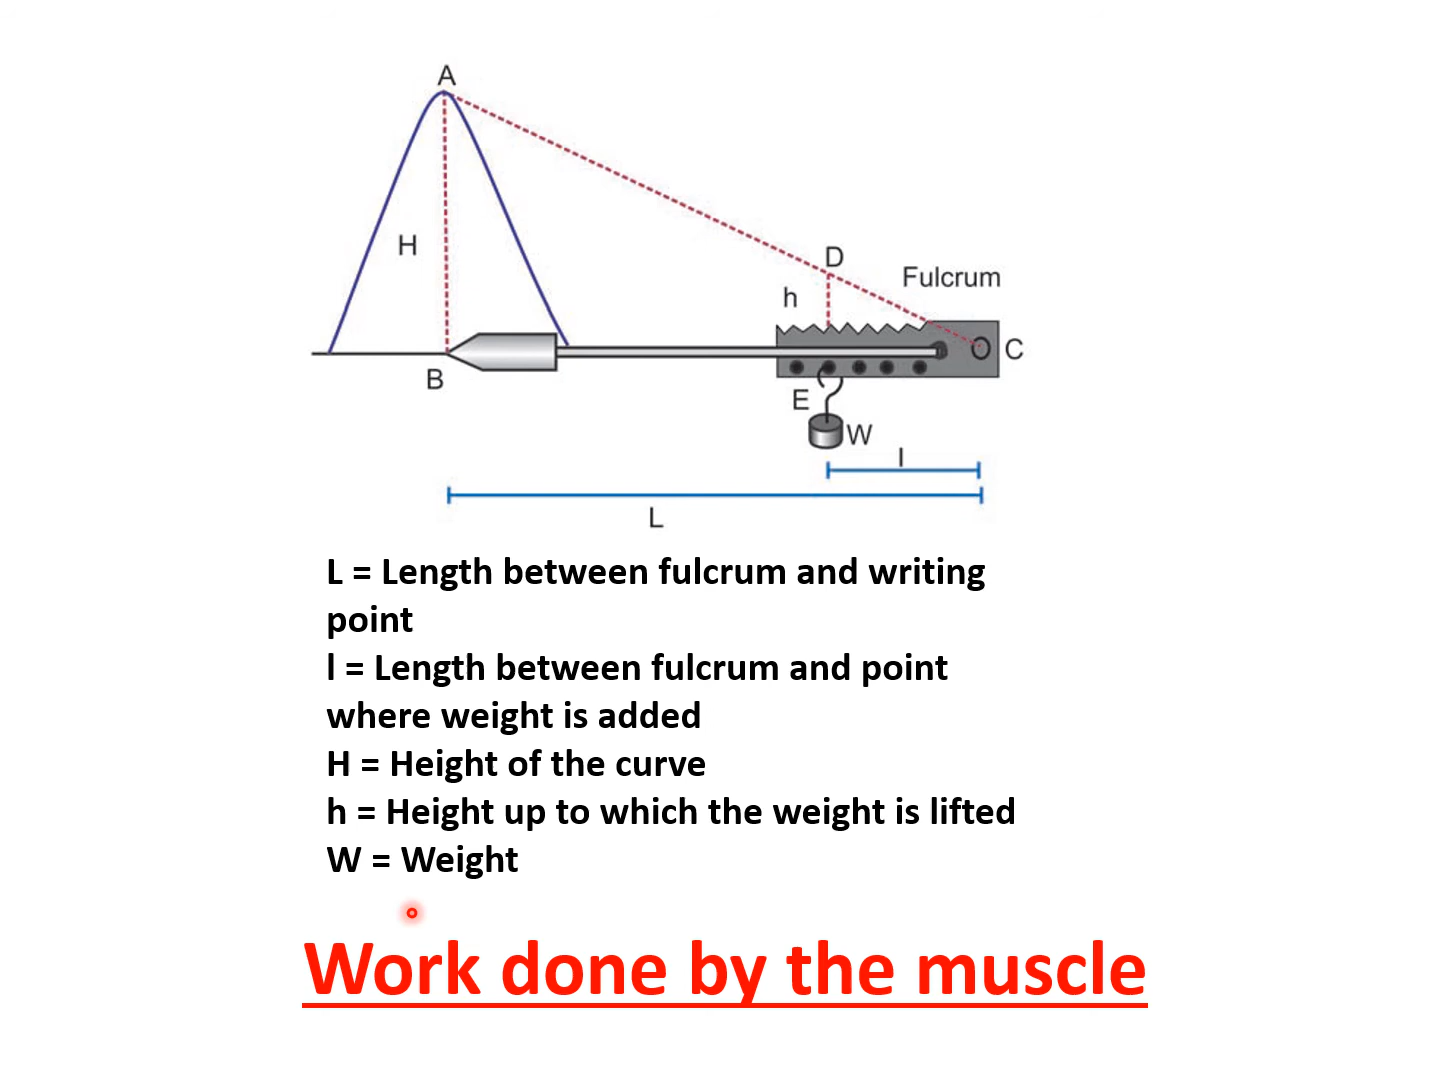 A
H
D
Fulcrum
h
C
B
E
W
l
L
L = Length between fulcrum and writing
point
l = Length between fulcrum and point
where weight is added
H = Height of the curve
h = Height up to which the weight is lifted
W = Weight
Work done by the muscle